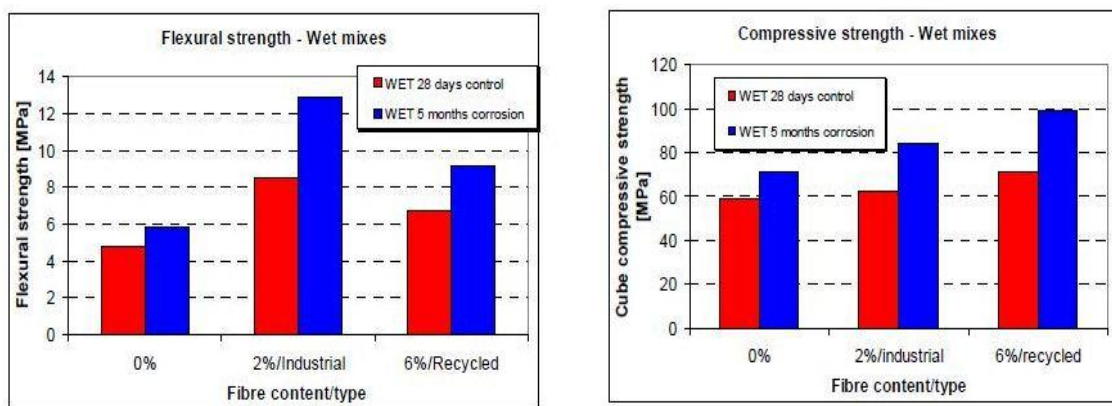 Flexural strength - Wet mixes
WET 28 days control
WET 5 months corrosion
Flexural strength [MPa]
14
12
10
8
6
4
2
0
0%
2%/Industrial
6%/Recycled
Fibre content/type
Compressive strength - Wet mixes
WET 28 days control
WET 5 months corrosion
Cube compressive strength
[MPa]
120
100
80
60
40
20
0
0%
2%/industrial
6%/recycled
Fibre content/type